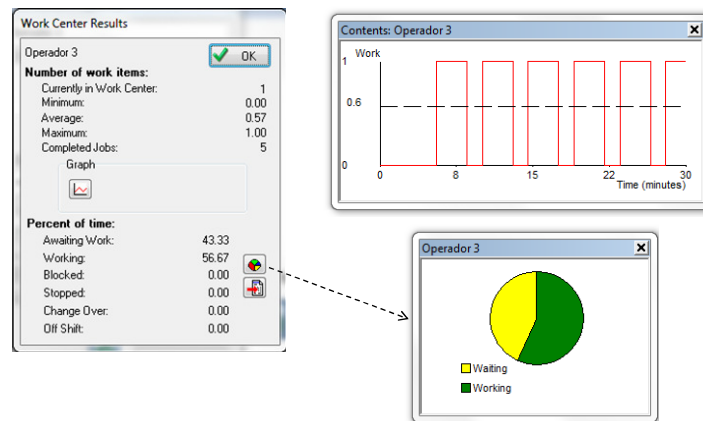 Work Center Results
Operador 3
OK
Number of work items:
Currently in Work Center: 1
Minimum: 0.00
Average: 0.57
Maximum: 1.00
Completed Jobs: 5
Graph
Percent of time:
Awaiting Work: 43.33
Working: 56.67
Blocked: 0.00
Stopped: 0.00
Change Over: 0.00
Off Shift: 0.00
Contents: Operador 3
Work
1
0.6
0
0 8 15 22 30
Time (minutes)
Operador 3
Waiting
Working